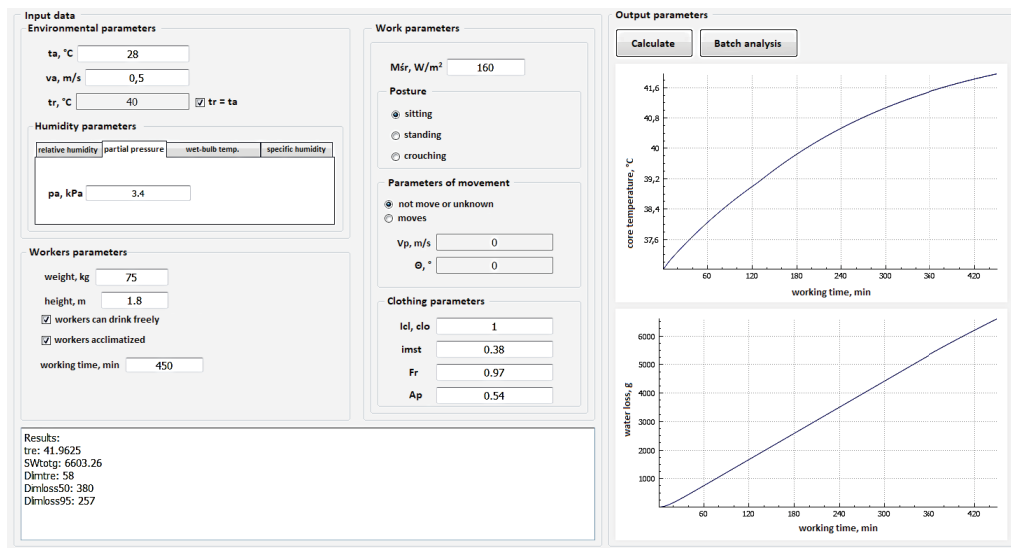 Input data
Environmental parameters
ta, °C 28
va, m/s 0,5
tr, °C 40 tr = ta
Humidity parameters
relative humidity partial pressure wet-bulb temp. specific humidity
pa, kPa 3.4
Workers parameters
weight, kg 75
height, m 1.8
workers can drink freely
workers acclimatized
working time, min 450
Work parameters
Mśr, W/m² 160
Posture
sitting
standing
crouching
Parameters of movement
not move or unknown
moves
Vp, m/s 0
Θ, ° 0
Clothing parameters
Icl, clo 1
imst 0.38
Fr 0.97
Ap 0.54
Results:
tre: 41.9625
SWtotg: 6603.26
Dlimtre: 58
Dlimloss50: 380
Dlimloss95: 257
Output parameters
Calculate Batch analysis
core temperature, °C
41,6
40,8
40
39,2
38,4
37,6
60 120 180 240 300 360 420
working time, min
water loss, g
6000
5000
4000
3000
2000
1000
60 120 180 240 300 360 420
working time, min